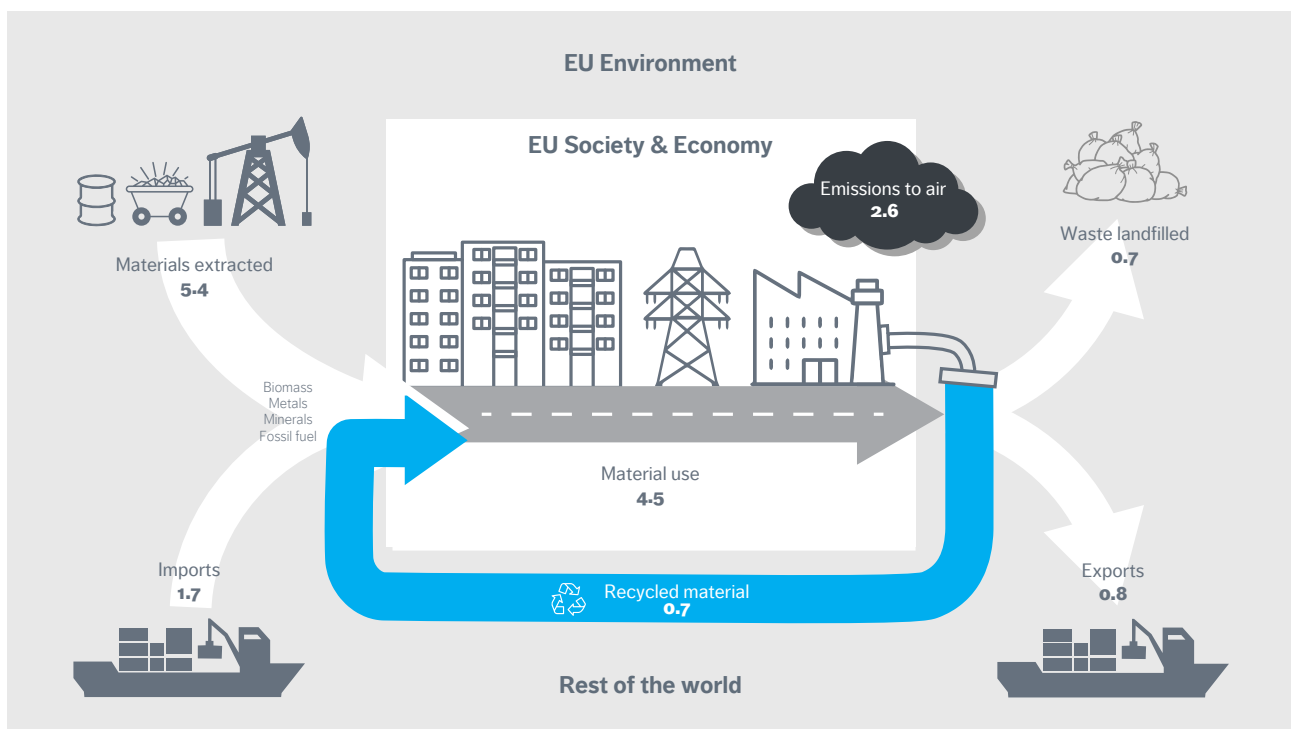 EU Environment
EU Society & Economy
Emissions to air
2.6
Waste landfilled
0.7
Materials extracted
5.4
Biomass
Metals
Minerals
Fossil fuel
Material use
4.5
Imports
1.7
Recycled material
0.7
Exports
0.8
Rest of the world